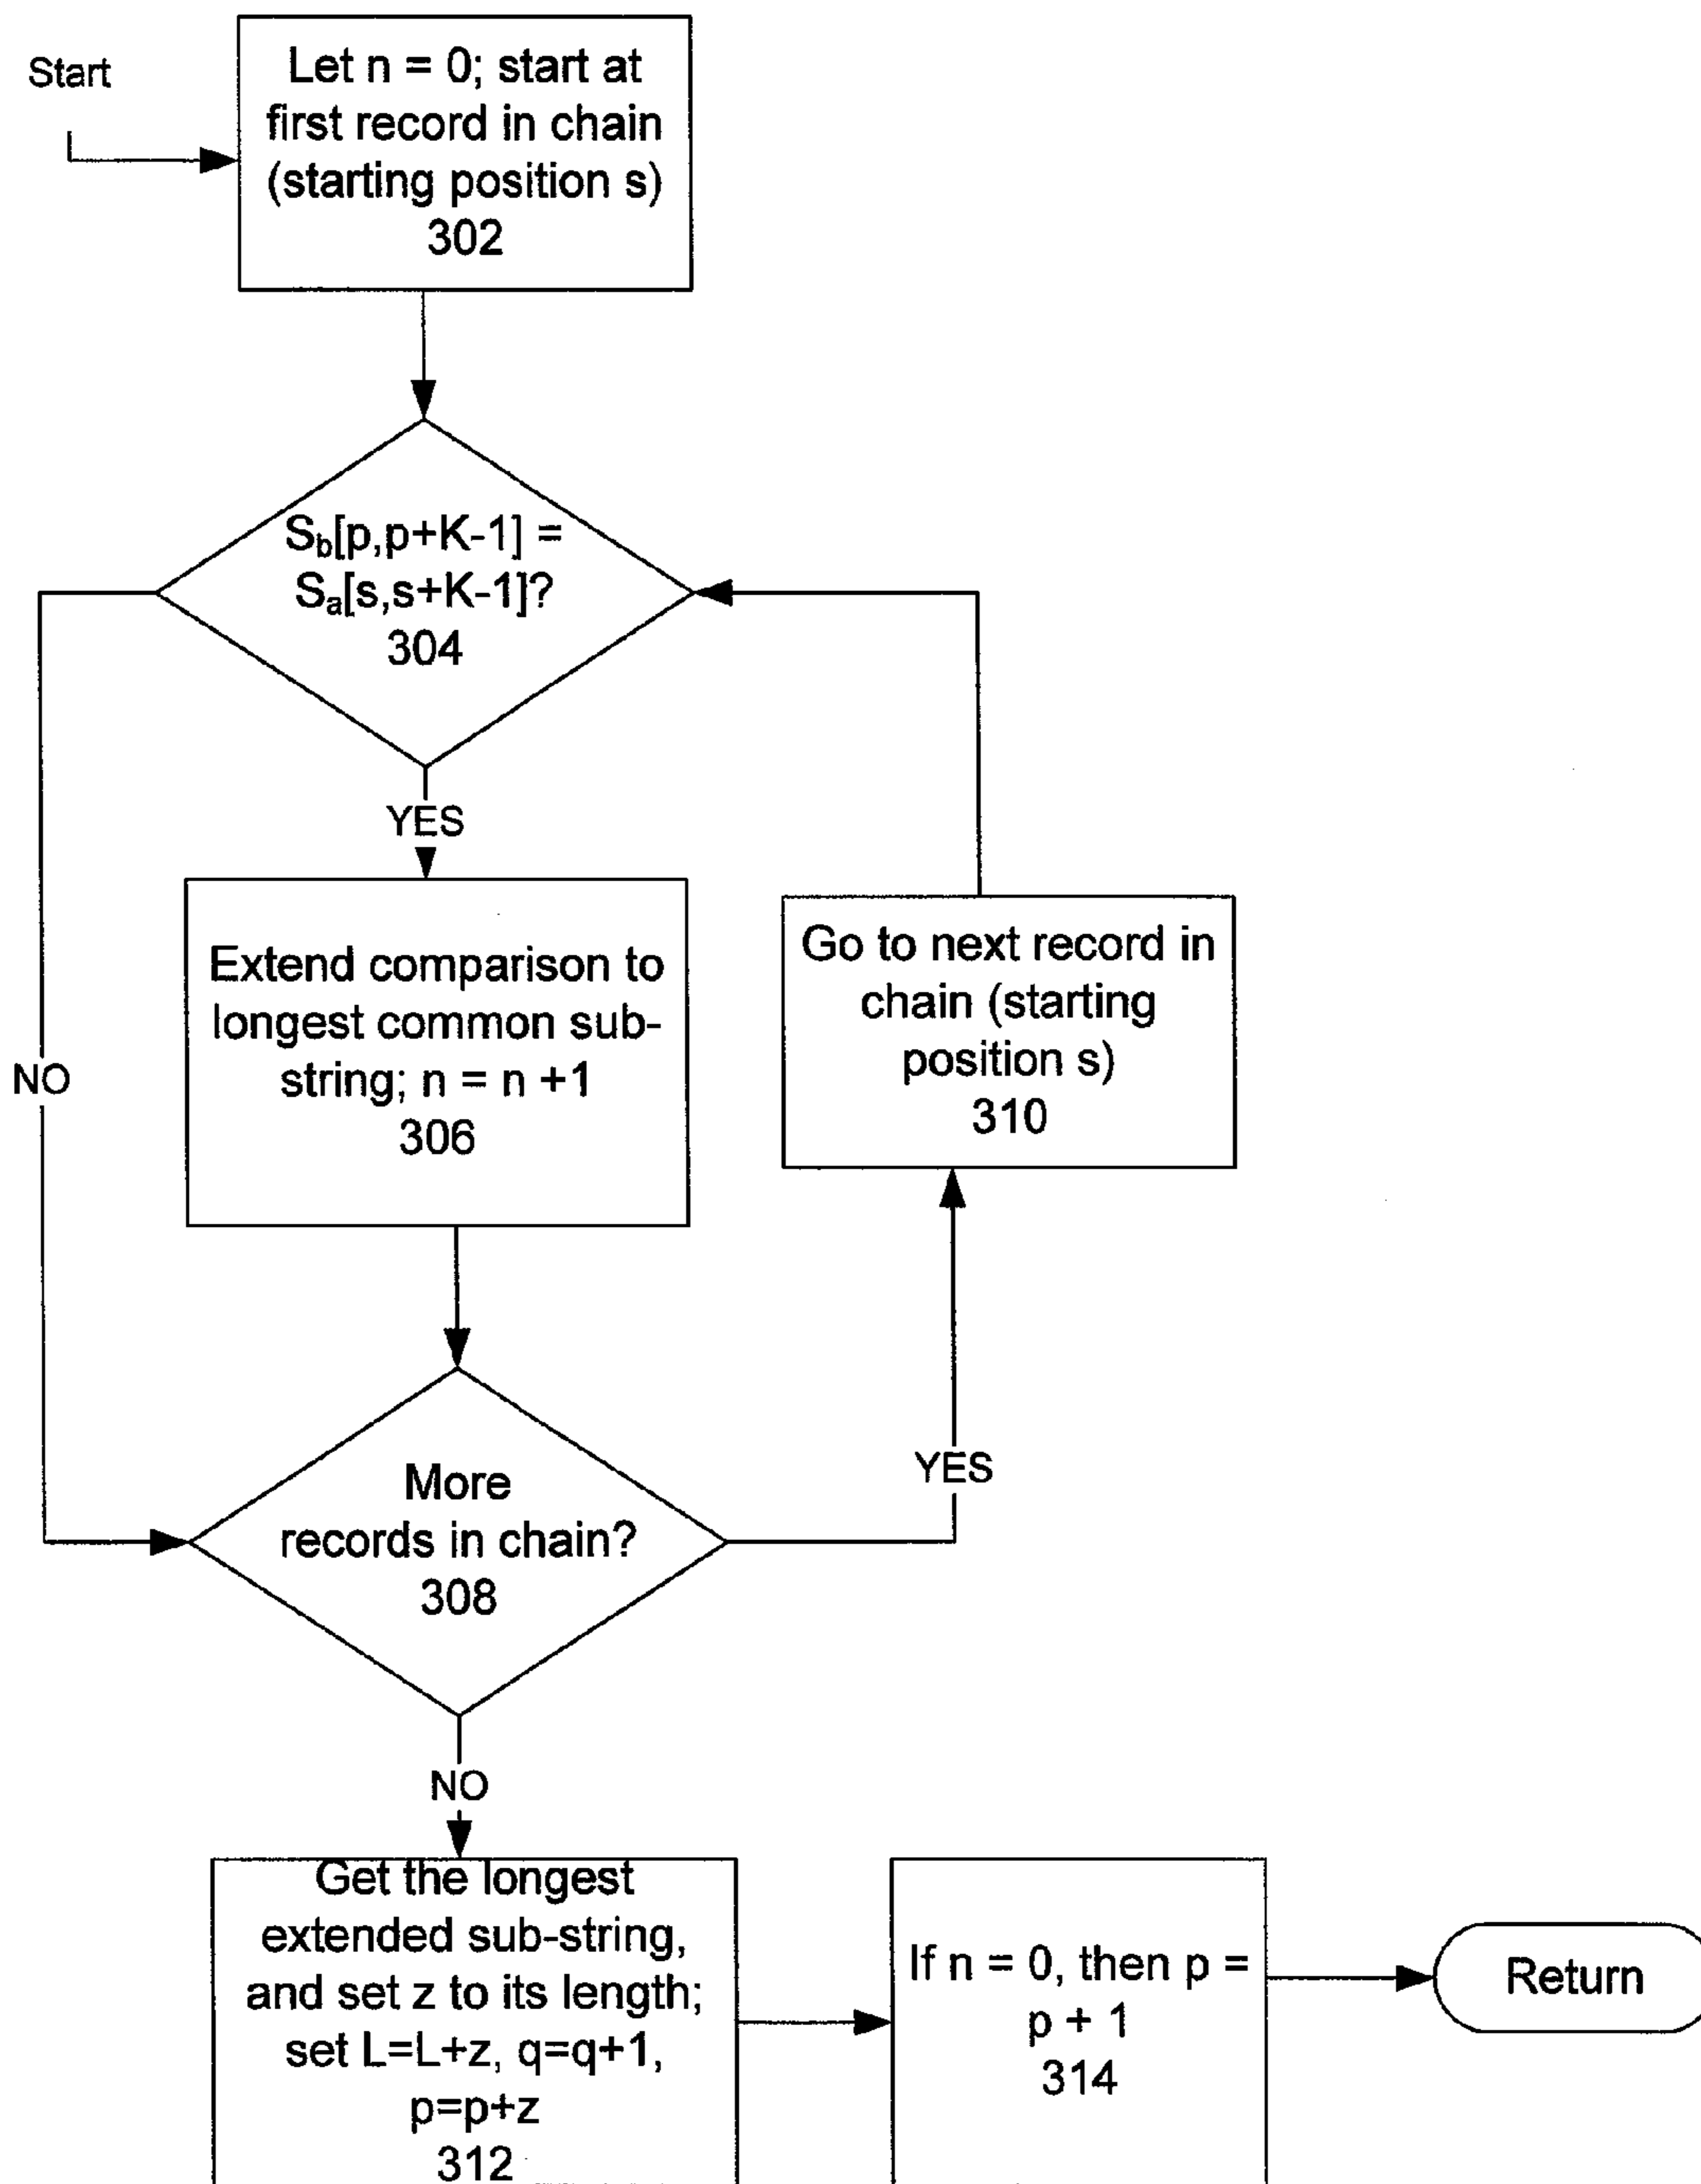 Start
Let n = 0; start at
first record in chain
(starting position s)
302
S_b[p,p+K-1] =
S_a[s,s+K-1]?
304
YES
NO
Extend comparison to
longest common sub-
string; n = n +1
306
Go to next record in
chain (starting
position s)
310
More
records in chain?
308
YES
NO
Get the longest
extended sub-string,
and set z to its length;
set L=L+z, q=q+1,
p=p+z
312
If n = 0, then p =
p + 1
314
Return